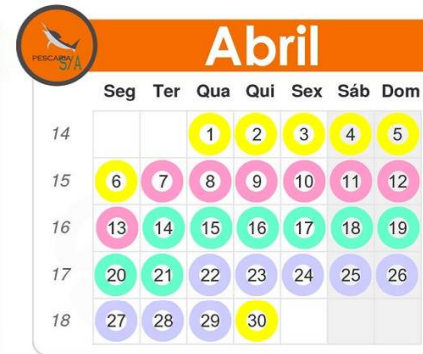 PESCARIA
S/A
Abril
Seg Ter Qua Qui Sex Sáb Dom
14 1 2 3 4 5
15 6 7 8 9 10 11 12
16 13 14 15 16 17 18 19
17 20 21 22 23 24 25 26
18 27 28 29 30